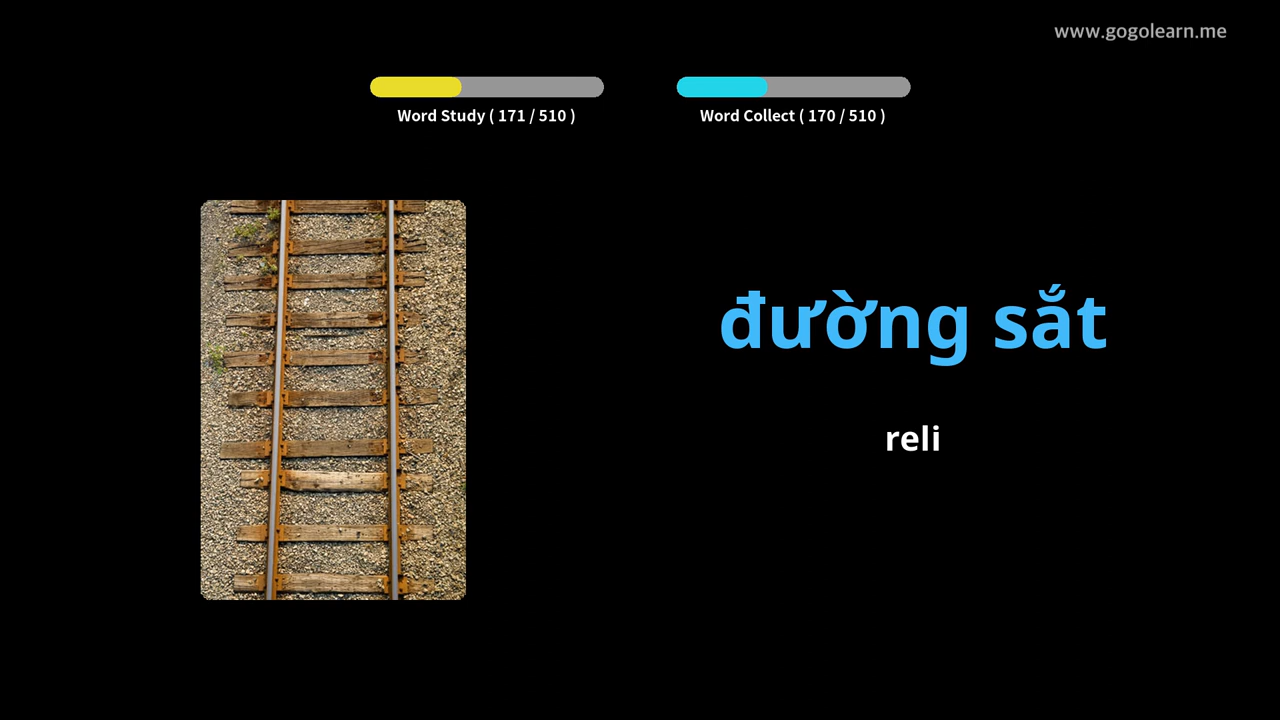 www.gogolearn.me
Word Study ( 171 / 510 )
Word Collect ( 170 / 510 )
đường sắt
reli